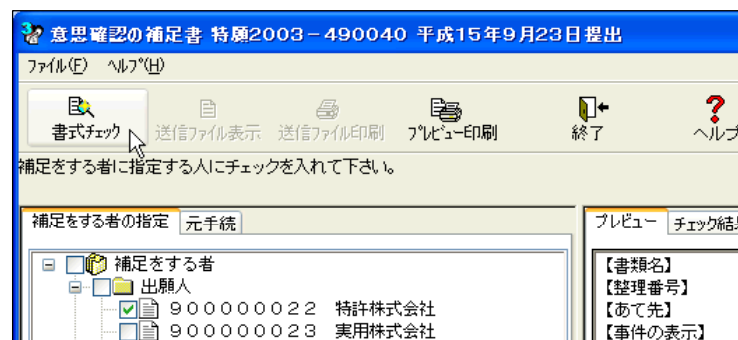 意思確認の補足書 特願2003－490040 平成15年9月23日提出
ﾌｧｲﾙ(F) ﾍﾙﾌﾟ(H)
書式ﾁｪｯｸ 送信ﾌｧｲﾙ表示 送信ﾌｧｲﾙ印刷 ﾌﾟﾚﾋﾞｭｰ印刷 終了 ヘルプ
補足をする者に指定する人にチェックを入れて下さい。
補足をする者の指定 元手続
プレビュー チェック結果
補足をする者
出願人
９０００００００２２ 特許株式会社
９０００００００２３ 実用株式会社
【書類名】
【整理番号】
【あて先】
【事件の表示】